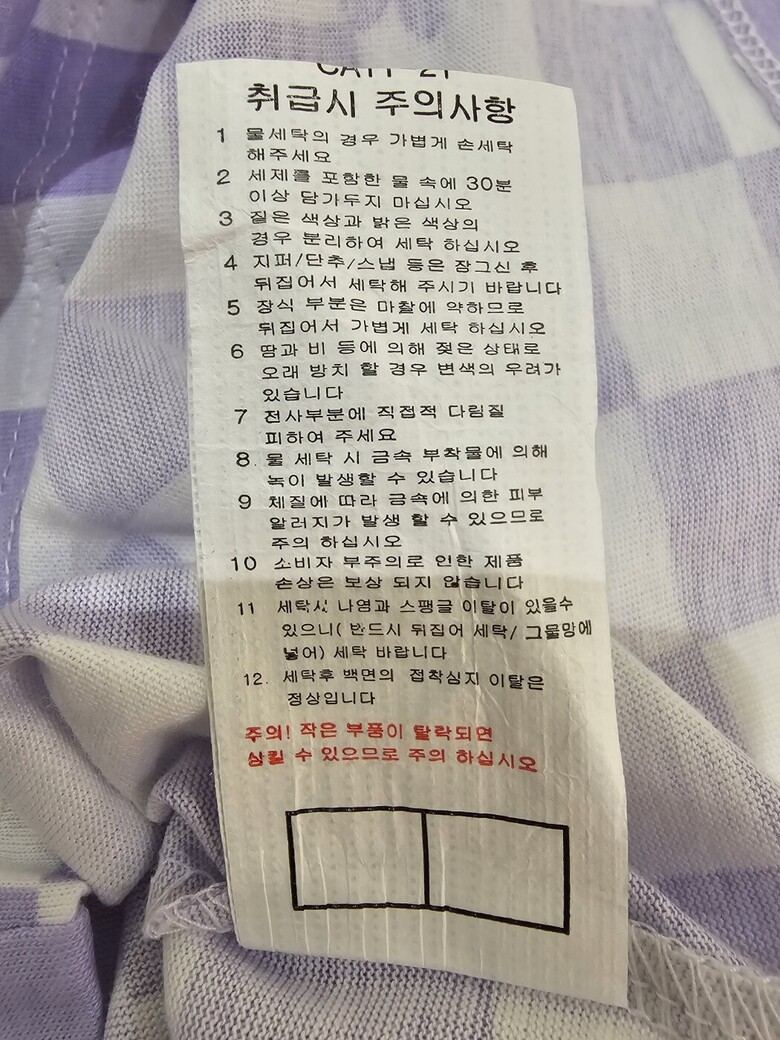 취급시 주의사항
1 물세탁의 경우 가볍게 손세탁
해주세요
2 세제를 포함한 물 속에 30분
이상 담가두지 마십시오
3 짙은 색상과 밝은 색상의
경우 분리하여 세탁 하십시오
4 지퍼/단추/스냅 등은 장그신 후
뒤집어서 세탁해 주시기 바랍니다
5 장식 부분은 마찰에 약하므로
뒤집어서 가볍게 세탁 하십시오
6 땀과 비 등에 의해 젖은 상태로
오래 방치 할 경우 변색의 우려가
있습니다
7 전사부분에 직접적 다림질
피하여 주세요
8. 물 세탁 시 금속 부착물에 의해
녹이 발생할 수 있습니다
9 체질에 따라 금속에 의한 피부
알러지가 발생 할 수 있으므로
주의 하십시오
10 소비자 부주의로 인한 제품
손상은 보상 되지 않습니다
11 세탁시 나염과 스팽글 이탈이 있을수
있으니( 반드시 뒤집어 세탁/ 그물망에
넣어) 세탁 바랍니다
12. 세탁후 백면의 접착심지 이탈은
정상입니다
주의! 작은 부품이 탈락되면
삼킬 수 있으므로 주의 하십시오